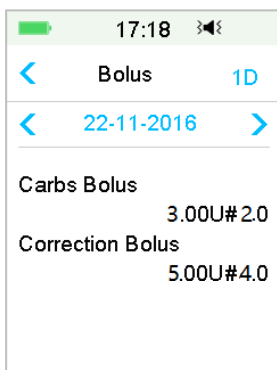 17:18
Bolus 1D
22-11-2016
Carbs Bolus
3.00U#2.0
Correction Bolus
5.00U#4.0